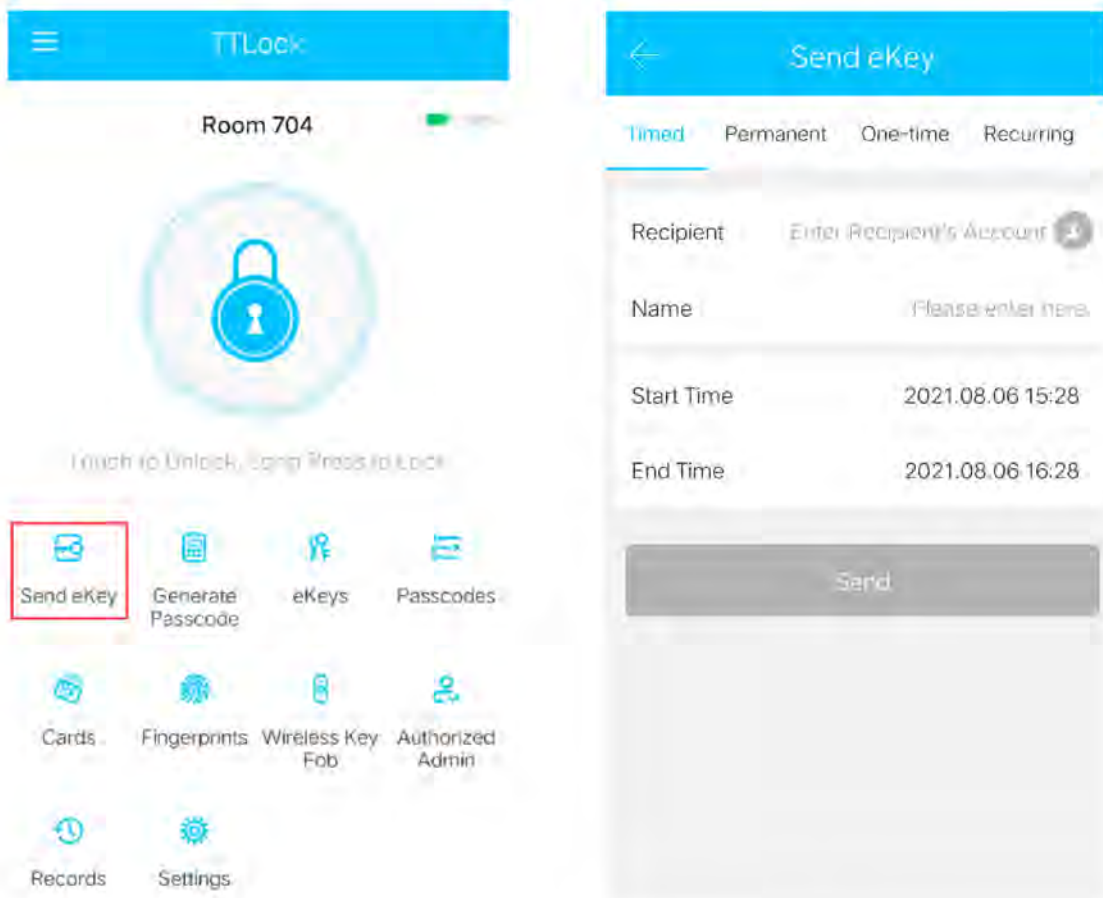 TTLock
Room 704
Touch to Unlock, Long Press to Lock
Send eKey
Generate
Passcode
eKeys
Passcodes
Cards
Fingerprints
Wireless Key
Fob
Authorized
Admin
Records
Settings
Send eKey
Timed
Permanent
One-time
Recurring
Recipient
Enter Recipient's Account
Name
Please enter here.
Start Time
2021.08.06 15:28
End Time
2021.08.06 16:28
Send